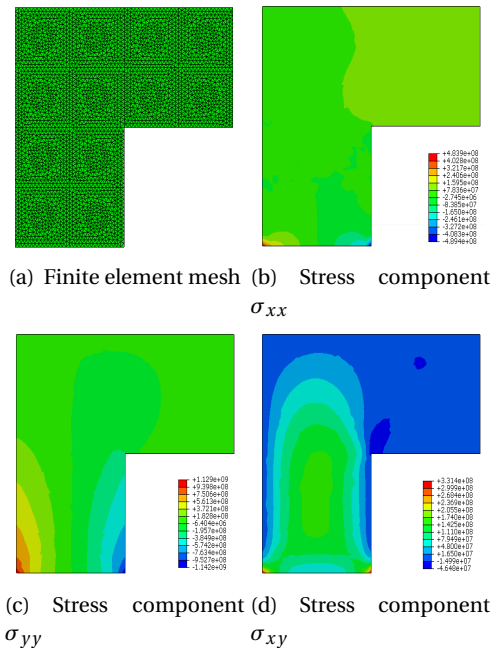 +4.839e+08
+4.028e+08
+3.217e+08
+2.406e+08
+1.595e+08
+7.836e+07
-2.745e+06
-8.385e+07
-1.650e+08
-2.461e+08
-3.272e+08
-4.083e+08
-4.894e+08
(a) Finite element mesh (b) Stress component
σxx
+1.129e+09
+9.398e+08
+7.506e+08
+5.613e+08
+3.721e+08
+1.828e+08
-6.404e+06
-1.957e+08
-3.849e+08
-5.742e+08
-7.634e+08
-9.527e+08
-1.142e+09
+3.314e+08
+2.999e+08
+2.684e+08
+2.369e+08
+2.055e+08
+1.740e+08
+1.425e+08
+1.110e+08
+7.949e+07
+4.800e+07
+1.650e+07
-1.499e+07
-4.648e+07
(c) Stress component (d) Stress component
σyy σxy